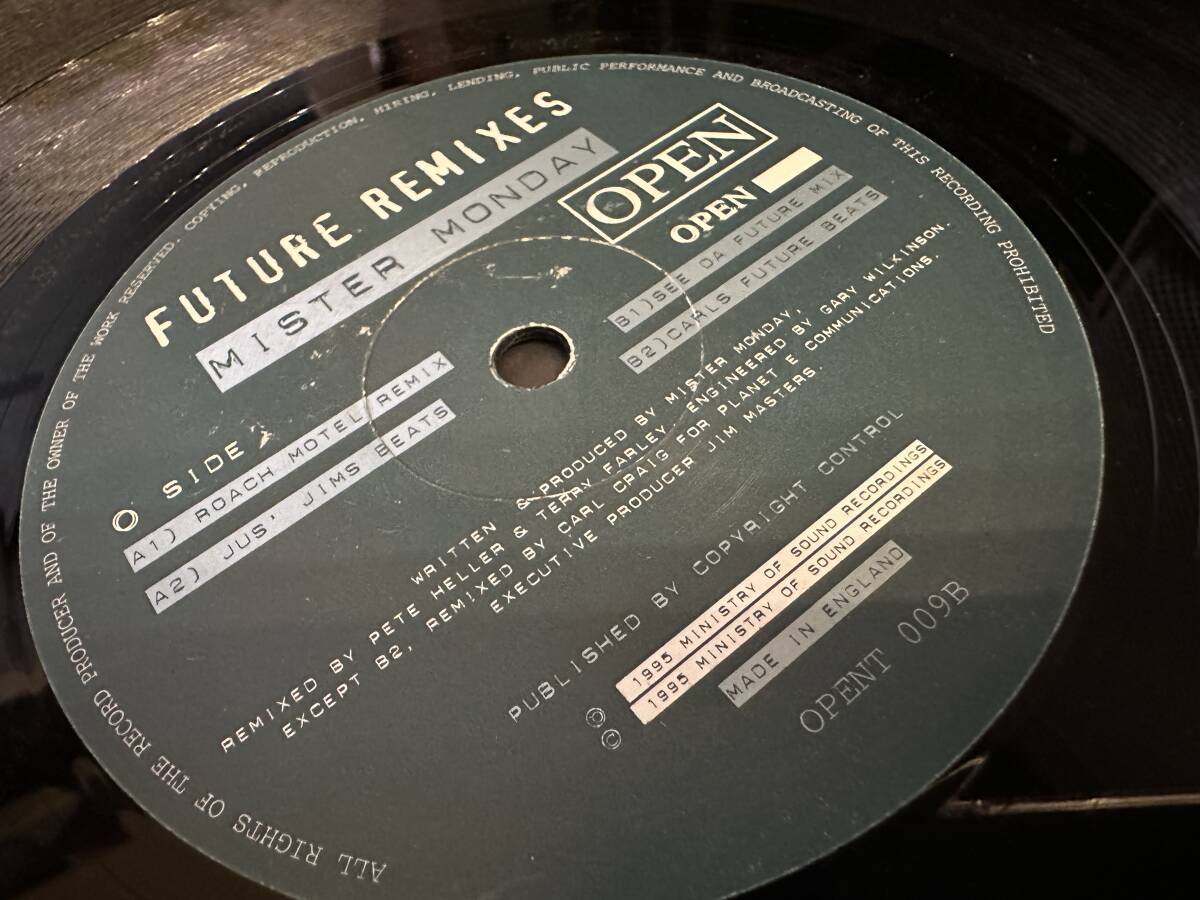 ALL RIGHTS OF THE RECORD PRODUCER AND OF THE OWNER OF THE WORK RESERVED. COPYING, REPRODUCTION, HIRING, LENDING, PUBLIC PERFORMANCE AND BROADCASTING OF THIS RECORDING PROHIBITED
FUTURE REMIXES
MISTER MONDAY
OPEN
OPEN
SIDE
A1) ROACH MOTEL REMIX
A2) JUS' JIMS BEATS
B1) SEE DA FUTURE MIX
B2) CARLS FUTURE BEATS
WRITTEN & PRODUCED BY MISTER MONDAY.
REMIXED BY PETE HELLER & TERRY FARLEY, ENGINEERED BY GARY WILKINSON.
EXCEPT B2, REMIXED BY CARL CRAIG FOR PLANET E COMMUNICATIONS.
EXECUTIVE PRODUCER JIM MASTERS.
PUBLISHED BY COPYRIGHT CONTROL
℗ 1995 MINISTRY OF SOUND RECORDINGS
© 1995 MINISTRY OF SOUND RECORDINGS
MADE IN ENGLAND
OPENT 009B